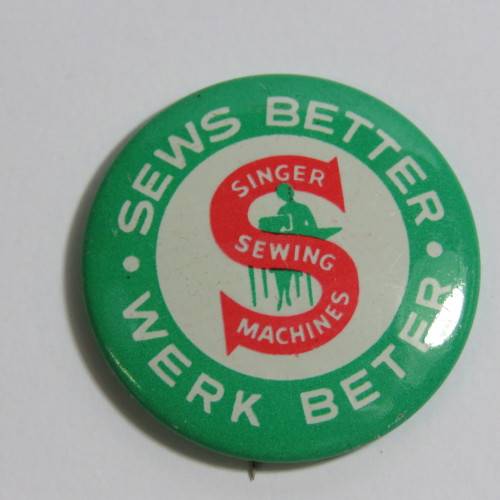 SEWS BETTER
SINGER
SEWING
MACHINES
WERK BETER